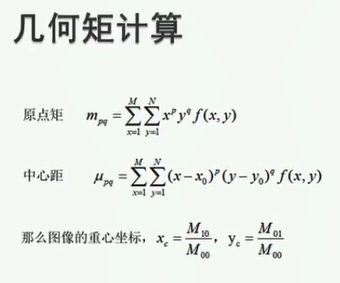 几何矩计算
原点矩 m_{pq} = \sum_{x=1}^{M} \sum_{y=1}^{N} x^p y^q f(x, y)
中心距 μ_{pq} = \sum_{x=1}^{M} \sum_{y=1}^{N} (x - x_0)^p (y - y_0)^q f(x, y)
那么图像的重心坐标，x_c = \frac{M_{10}}{M_{00}}，y_c = \frac{M_{01}}{M_{00}}